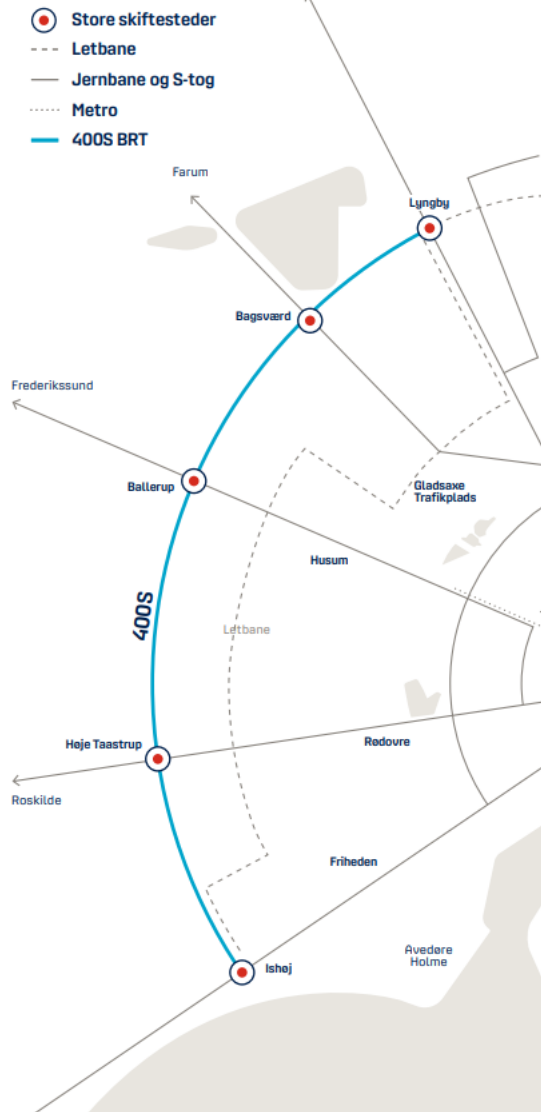 Store skiftesteder
Letbane
Jernbane og S-tog
Metro
400S BRT
Farum
Lyngby
Bagsværd
Frederikssund
Ballerup
Gladsaxe
Trafikplads
Husum
400S
Letbane
Høje Taastrup
Rødovre
Roskilde
Friheden
Avedøre
Holme
Ishøj